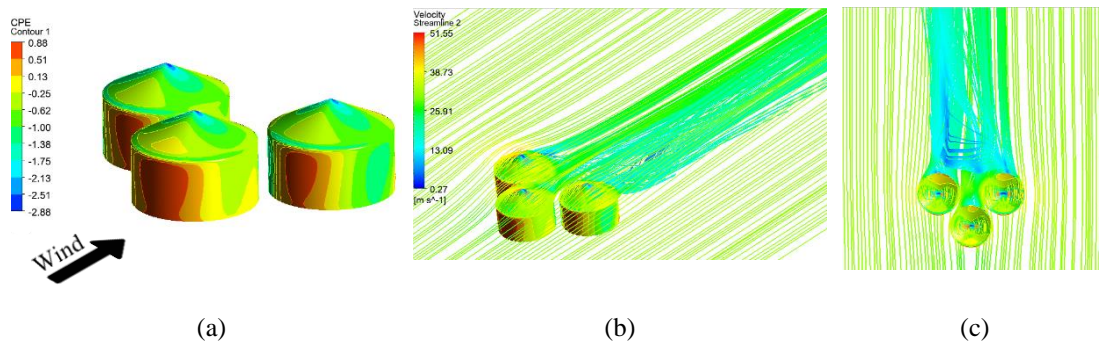 CPE
Contour 1
0.88
0.51
0.13
-0.25
-0.62
-1.00
-1.38
-1.75
-2.13
-2.51
-2.88
Wind
(a)
Velocity
Streamline 2
51.55
38.73
25.91
13.09
0.27
[m s^-1]
(b)
(c)